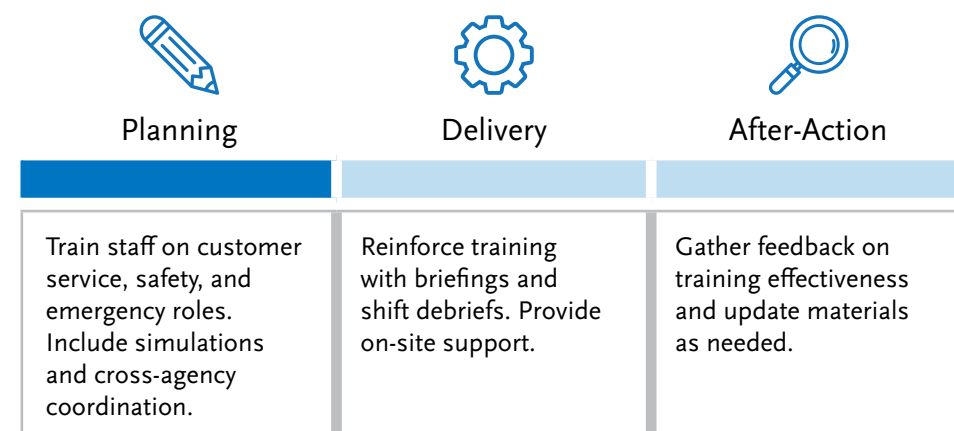 Planning
Delivery
After-Action
Train staff on customer
service, safety, and
emergency roles.
Include simulations
and cross-agency
coordination.
Reinforce training
with briefings and
shift debriefs. Provide
on-site support.
Gather feedback on
training effectiveness
and update materials
as needed.